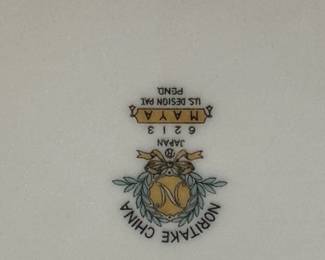 NORITAKE CHINA
N
®
JAPAN
6213
MAYA
U.S. DESIGN PAT.
PEND.